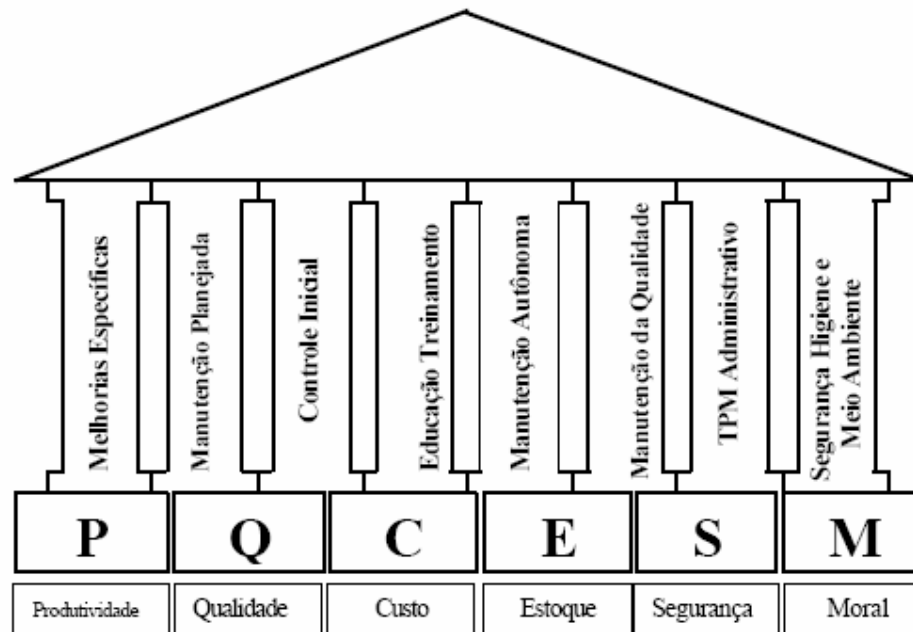 Melhorias Específicas
Manutenção Planejada
Controle Inicial
Educação Treinamento
Manutenção Autônoma
Manutenção da Qualidade
TPM Administrativo
Segurança Higiene e
Meio Ambiente
P Q C E S M
Produtividade Qualidade Custo Estoque Segurança Moral